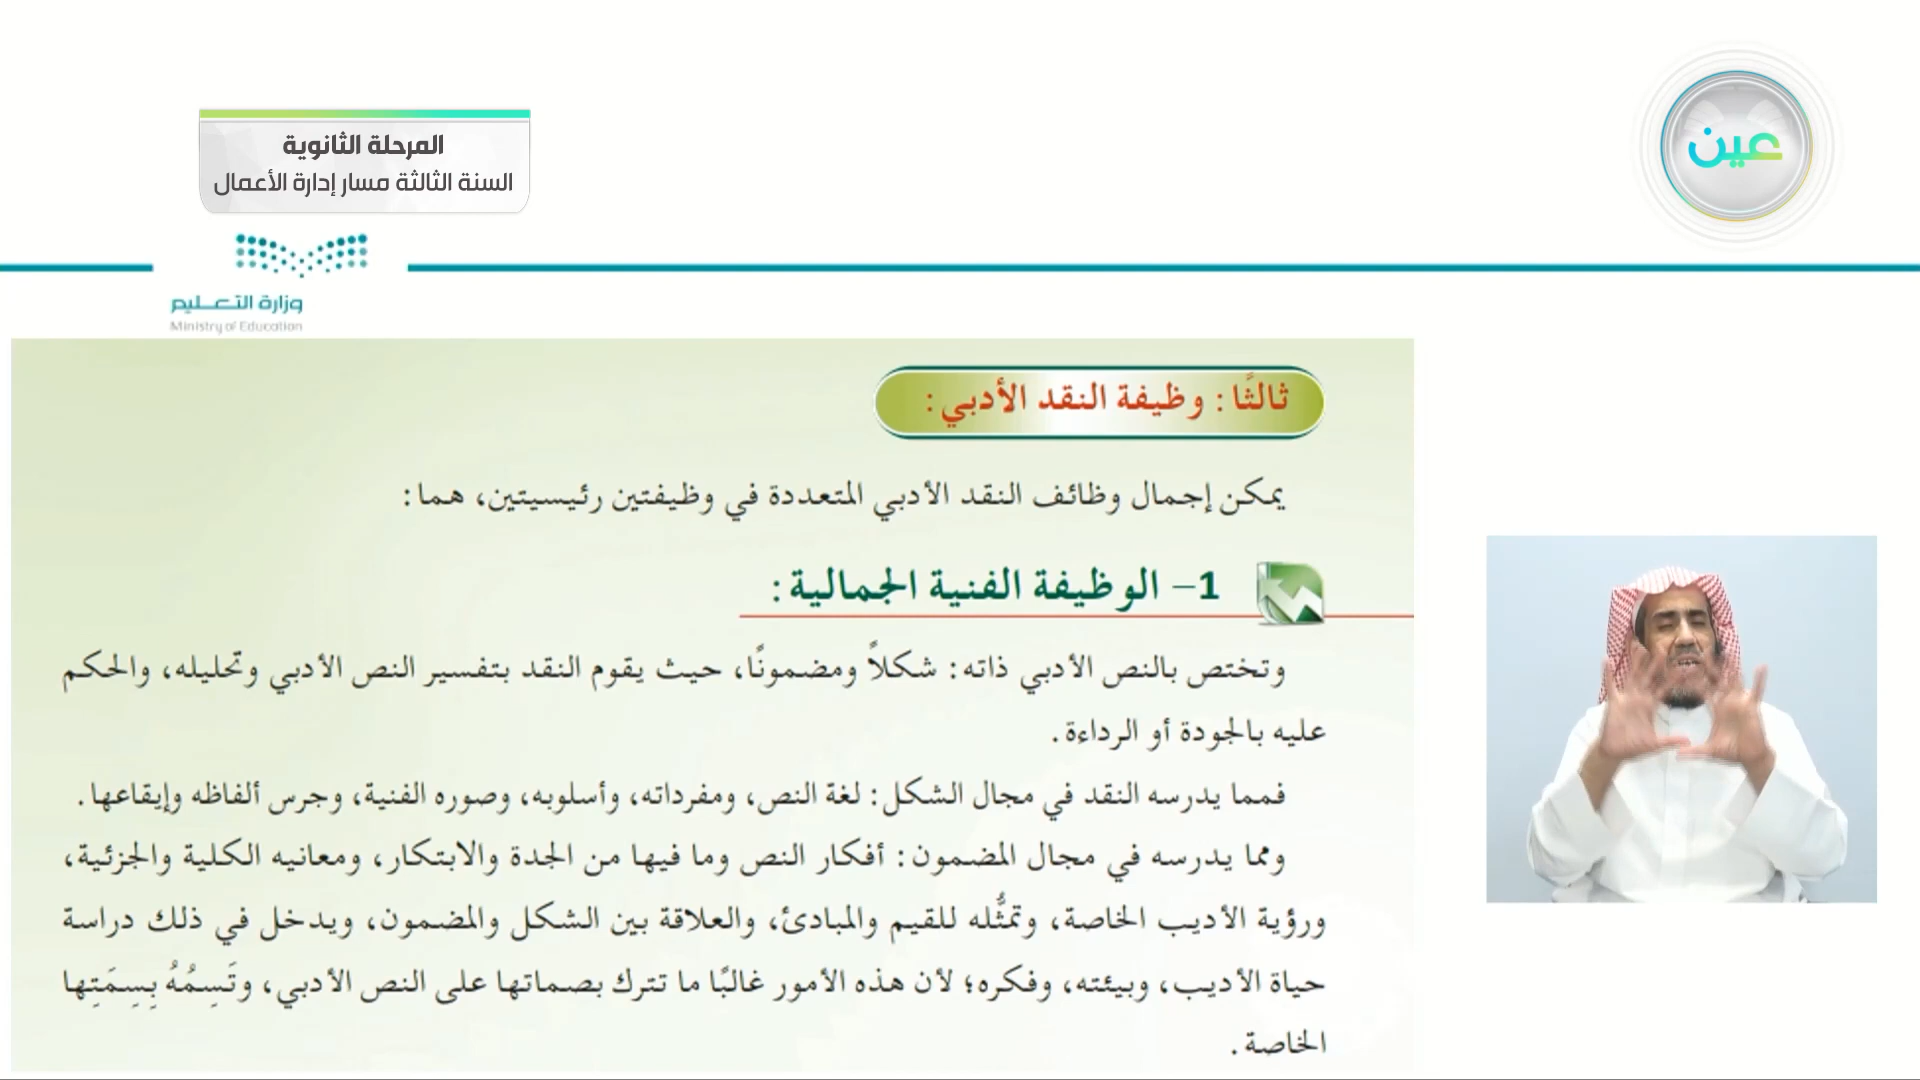 المرحلة الثانوية
السنة الثالثة مسار إدارة الأعمال
عين
وزارة التعليم
Ministry of Education
ثالثًا: وظيفة النقد الأدبي:
يمكن إجمال وظائف النقد الأدبي المتعددة في وظيفتين رئيسيتين، هما:
1- الوظيفة الفنية الجمالية:
وتختص بالنص الأدبي ذاته: شكلاً ومضمونًا، حيث يقوم النقد بتفسير النص الأدبي وتحليله، والحكم
عليه بالجودة أو الرداءة.
فمما يدرسه النقد في مجال الشكل: لغة النص، ومفرداته، وأسلوبه، وصوره الفنية، وجرس ألفاظه وإيقاعها.
ومما يدرسه في مجال المضمون: أفكار النص وما فيها من الجدة والابتكار، ومعانيه الكلية والجزئية،
ورؤية الأديب الخاصة، وتمثُّله للقيم والمبادئ، والعلاقة بين الشكل والمضمون، ويدخل في ذلك دراسة
حياة الأديب، وبيئته، وفكره؛ لأن هذه الأمور غالبًا ما تترك بصماتها على النص الأدبي، وتَسِمُهُ بِسِمَتِها
الخاصة.